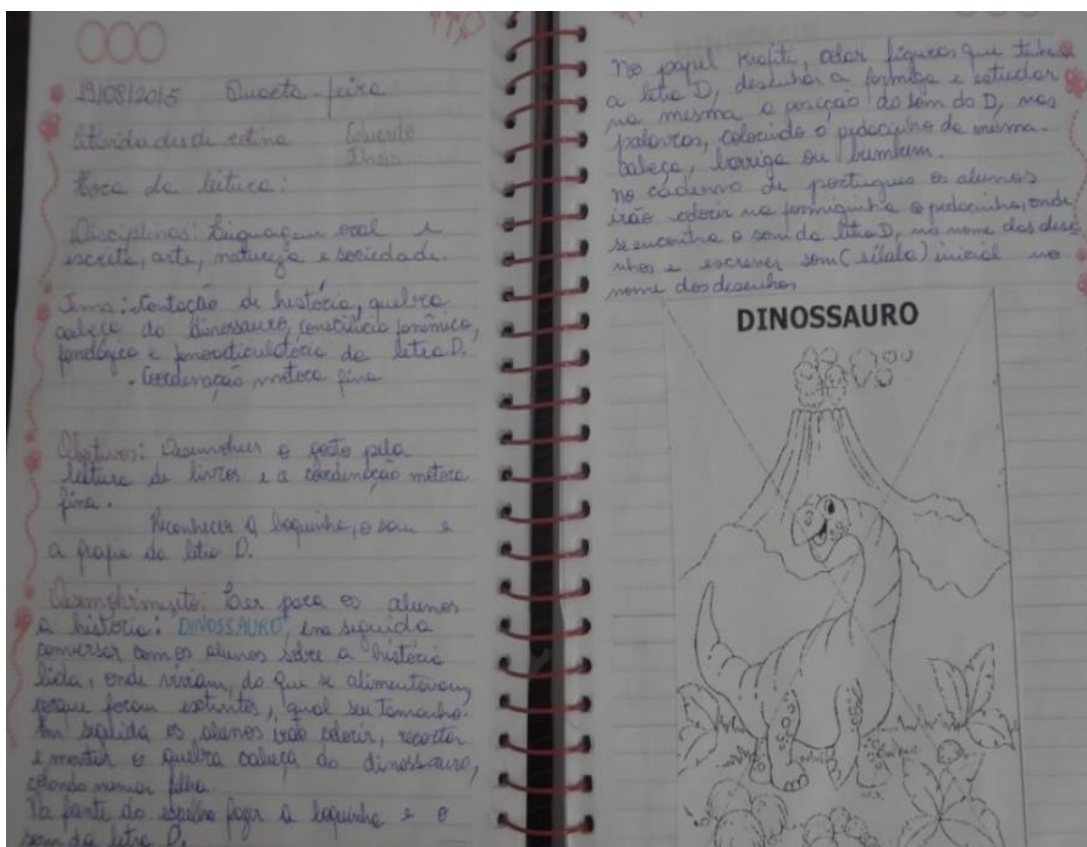 19/08/2015 Quarta-feira
Atividades de rotina
Hora da leitura:
Disciplinas: Linguagem oral e
escrita, arte, natureza e sociedade.
Tema: Contação de história, quebra
cabeça do dinossauro, consciência fonêmica,
fonológica e fonoarticulatória da letra D.
. Coordenação motora fina
Objetivos: Desenvolver o gosto pela
leitura de livros e a coordenação motora
fina.
Reconhecer a boquinha, o som e
a grafia da letra D.
Desenvolvimento: Ler para os alunos
a história: DINOSSAURO, em seguida
conversar com os alunos sobre a história
lida, onde viviam, do que se alimentavam,
porque foram extintos, qual seu tamanho.
Em seguida os alunos irão colorir, recortar
e montar o quebra cabeça do dinossauro,
colando numa folha.
Na frente do espelho fazer a boquinha e o
som da letra D.
No papel colar figuras que tenham
a letra D, desenhar a formiga e estudar
na mesma a posição do som do D, nas
palavras, colorindo o pedacinho da mesma.
cabeça, barriga ou bumbum.
No caderno de portugues os alunos
irão colorir na formiguinha o pedacinho, onde
se encontra o som da letra D, no nome dos dese
nhos e escrever som (sílaba) inicial no
nome dos desenhos
DINOSSAURO